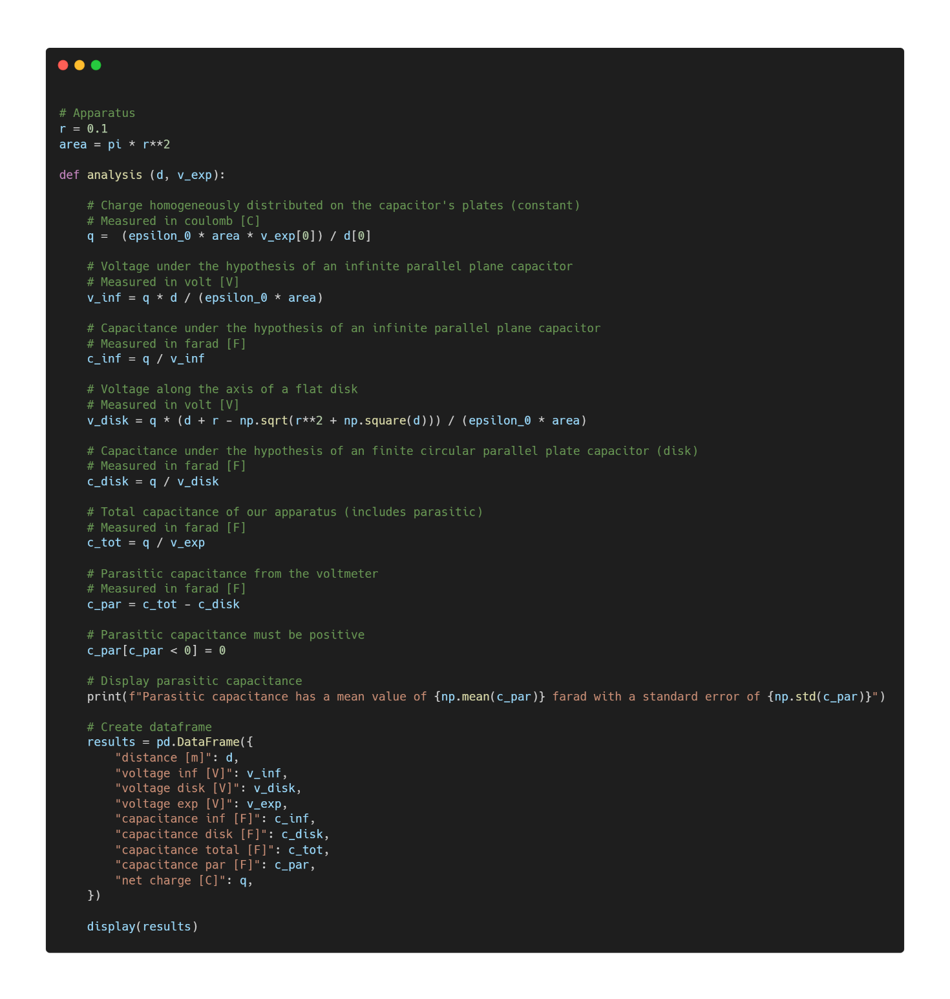 # Apparatus
r = 0.1
area = pi * r**2

def analysis (d, v_exp):

    # Charge homogeneously distributed on the capacitor's plates (constant)
    # Measured in coulomb [C]
    q =  (epsilon_0 * area * v_exp[0]) / d[0]

    # Voltage under the hypothesis of an infinite parallel plane capacitor
    # Measured in volt [V]
    v_inf = q * d / (epsilon_0 * area)

    # Capacitance under the hypothesis of an infinite parallel plane capacitor
    # Measured in farad [F]
    c_inf = q / v_inf

    # Voltage along the axis of a flat disk
    # Measured in volt [V]
    v_disk = q * (d + r - np.sqrt(r**2 + np.square(d))) / (epsilon_0 * area)

    # Capacitance under the hypothesis of an finite circular parallel plate capacitor (disk)
    # Measured in farad [F]
    c_disk = q / v_disk

    # Total capacitance of our apparatus (includes parasitic)
    # Measured in farad [F]
    c_tot = q / v_exp

    # Parasitic capacitance from the voltmeter
    # Measured in farad [F]
    c_par = c_tot - c_disk

    # Parasitic capacitance must be positive
    c_par[c_par < 0] = 0

    # Display parasitic capacitance
    print(f"Parasitic capacitance has a mean value of {np.mean(c_par)} farad with a standard error of {np.std(c_par)}")

    # Create dataframe
    results = pd.DataFrame({
        "distance [m]": d,
        "voltage inf [V]": v_inf,
        "voltage disk [V]": v_disk,
        "voltage exp [V]": v_exp,
        "capacitance inf [F]": c_inf,
        "capacitance disk [F]": c_disk,
        "capacitance total [F]": c_tot,
        "capacitance par [F]": c_par,
        "net charge [C]": q,
    })

    display(results)